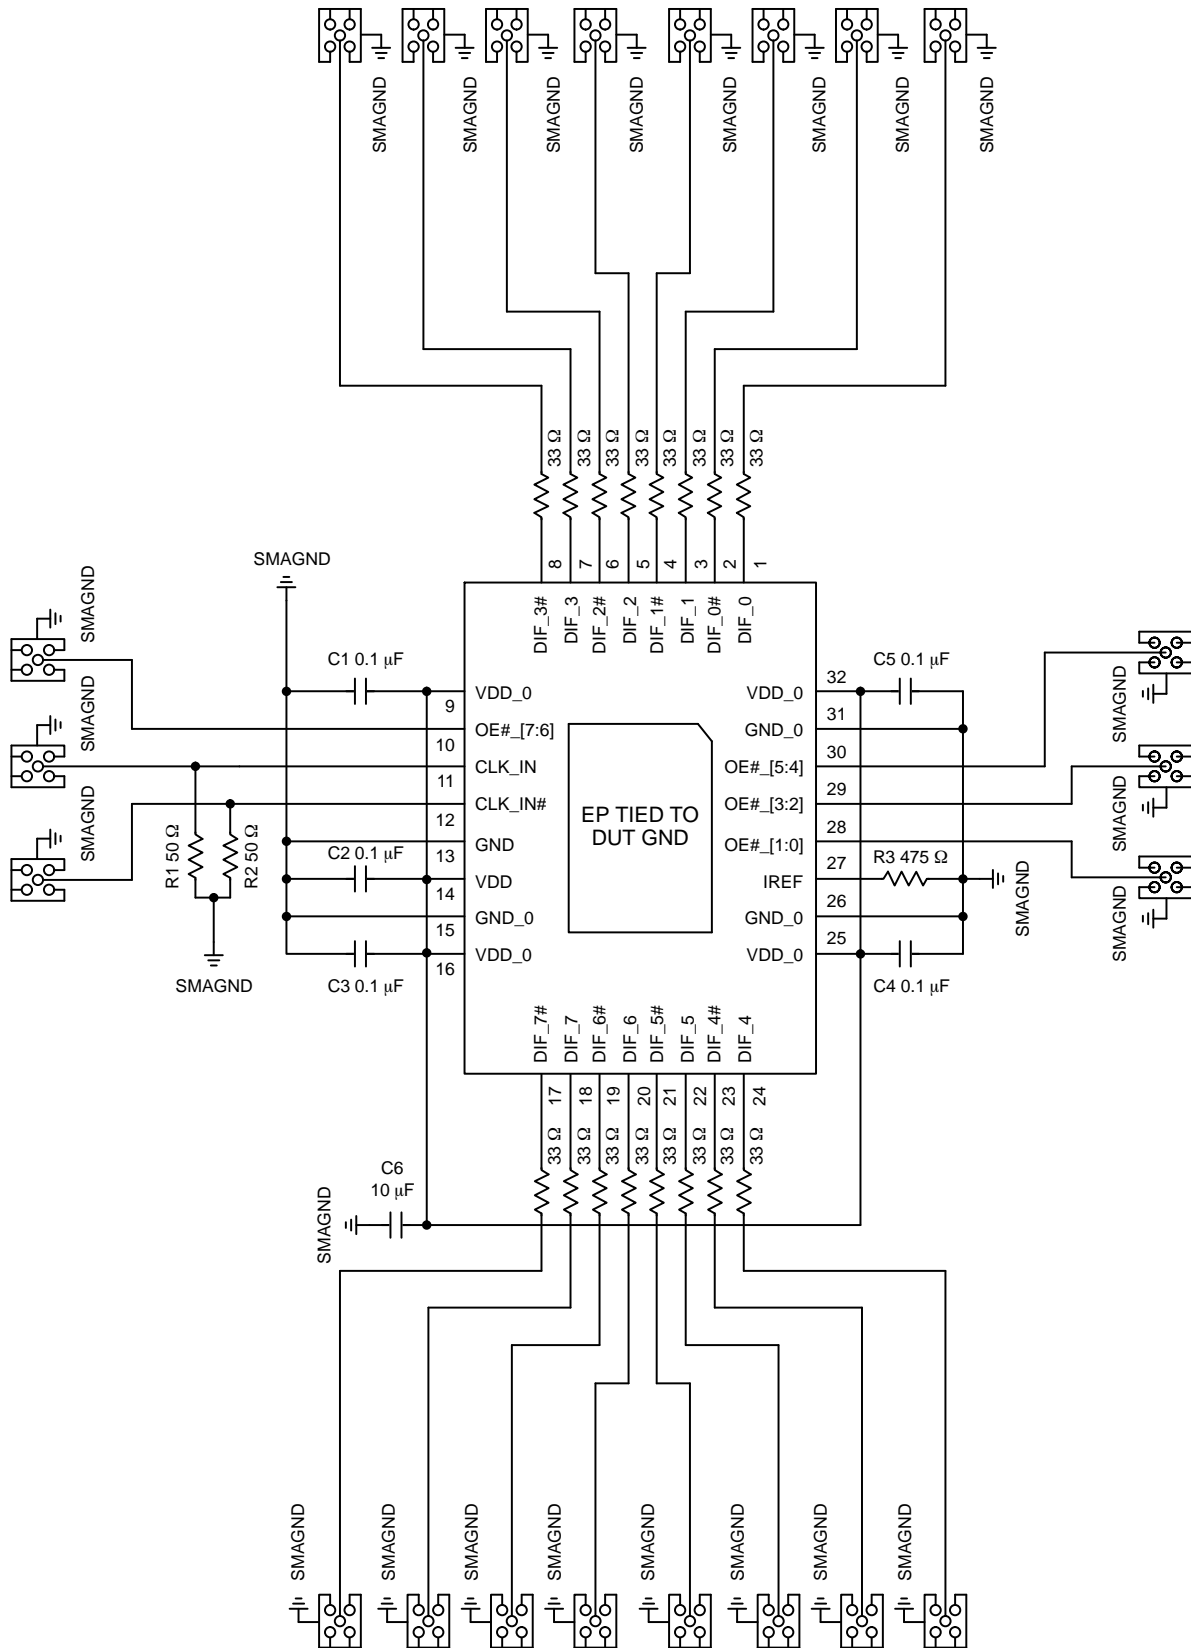 SMAGND
SMAGND
SMAGND
SMAGND
SMAGND
SMAGND
SMAGND
SMAGND
33 Ω
33 Ω
33 Ω
33 Ω
33 Ω
33 Ω
33 Ω
33 Ω
8
7
6
5
4
3
2
1
DIF_3#
DIF_3
DIF_2#
DIF_2
DIF_1#
DIF_1
DIF_0#
DIF_0
SMAGND
SMAGND
SMAGND
SMAGND
C1 0.1 μF
9
VDD_0
10
OE#_[7:6]
11
CLK_IN
12
CLK_IN#
13
GND
C2 0.1 μF
14
VDD
15
GND_0
16
VDD_0
C3 0.1 μF
R1 50 Ω
R2 50 Ω
SMAGND
EP TIED TO
DUT GND
C5 0.1 μF
32
VDD_0
31
GND_0
30
OE#_[5:4]
29
OE#_[3:2]
28
OE#_[1:0]
27
IREF
R3 475 Ω
26
GND_0
25
VDD_0
C4 0.1 μF
SMAGND
SMAGND
SMAGND
SMAGND
DIF_7#
DIF_7
DIF_6#
DIF_6
DIF_5#
DIF_5
DIF_4#
DIF_4
17
18
19
20
21
22
23
24
33 Ω
33 Ω
33 Ω
33 Ω
33 Ω
33 Ω
33 Ω
33 Ω
C6
10 μF
SMAGND
SMAGND
SMAGND
SMAGND
SMAGND
SMAGND
SMAGND
SMAGND
SMAGND